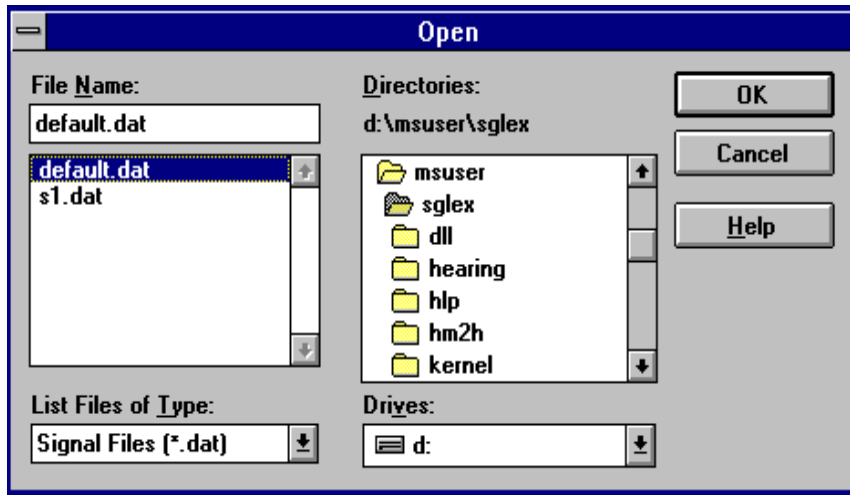 Open
File Name:
default.dat
default.dat
s1.dat
List Files of Type:
Signal Files (*.dat)
Directories:
d:\msuser\sglex
msuser
sglex
dll
hearing
hlp
hm2h
kernel
Drives:
d:
OK
Cancel
Help